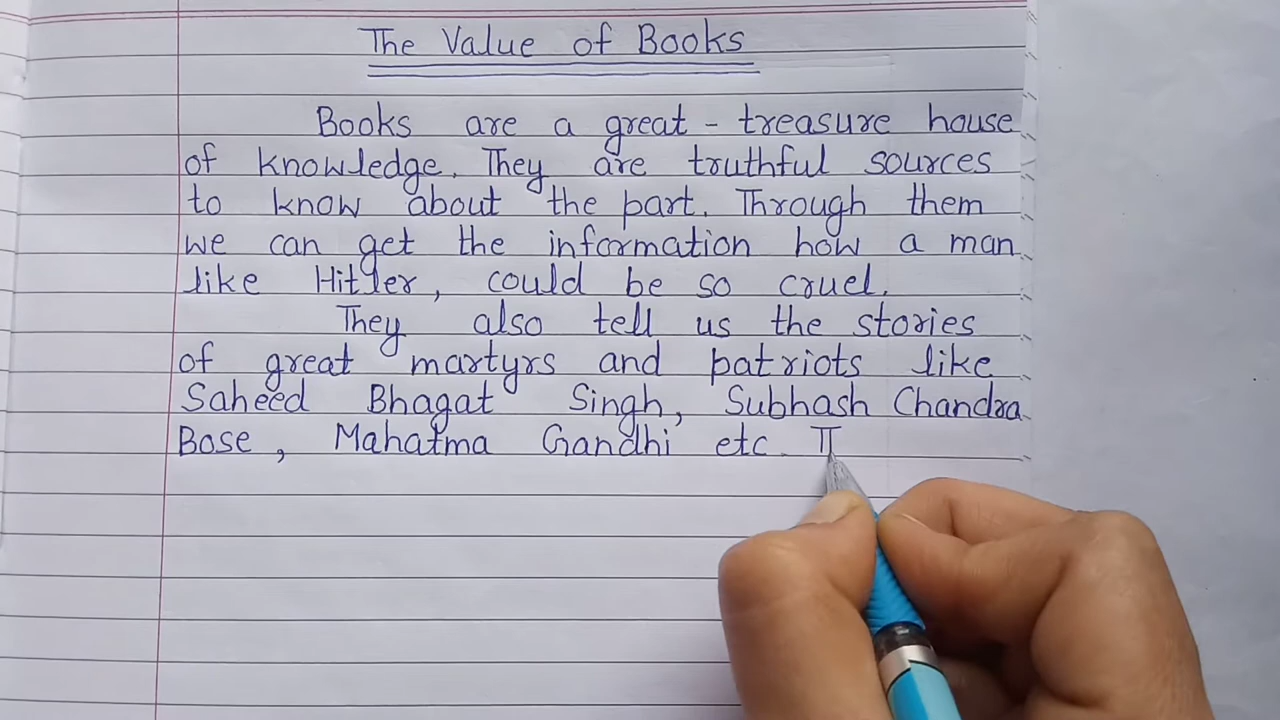 The Value of Books
Books are a great - treasure house
of knowledge. They are truthful sources
to know about the part. Through them
we can get the information how a man
like Hitler, could be so cruel.
They also tell us the stories
of great martyrs and patriots like
Saheed Bhagat Singh, Subhash Chandra
Bose, Mahatma Gandhi etc.